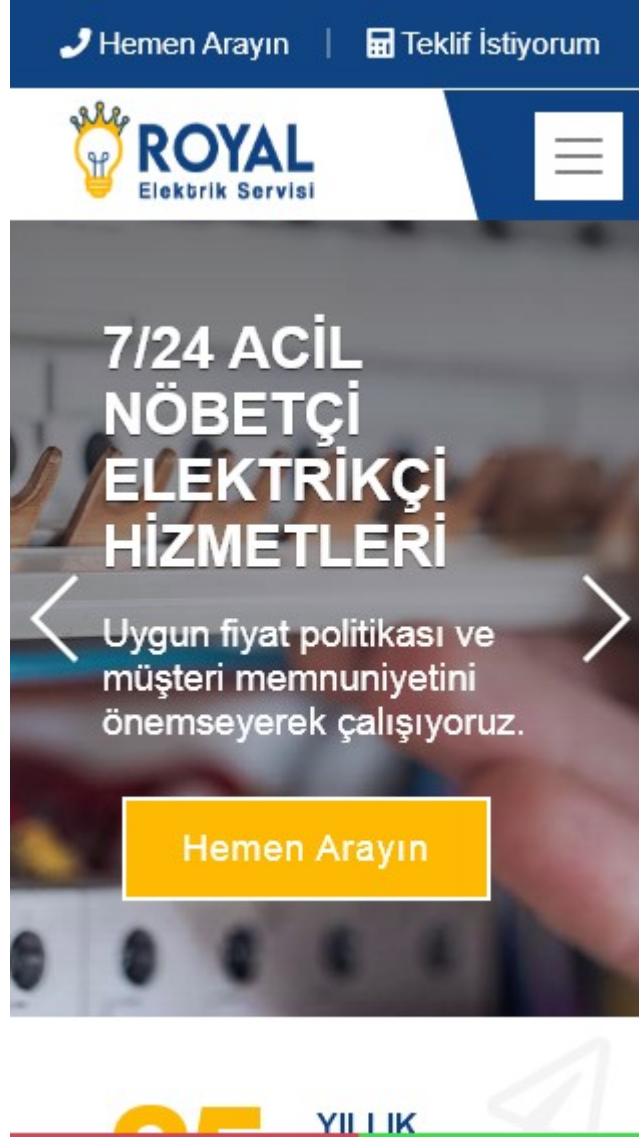 Hemen Arayın | Teklif İstiyorum
ROYAL
Elektrik Servisi
7/24 ACİL
NÖBETÇİ
ELEKTRİKÇİ
HİZMETLERİ
Uygun fiyat politikası ve
müşteri memnuniyetini
önemseyerek çalışıyoruz.
Hemen Arayın
YILLIK